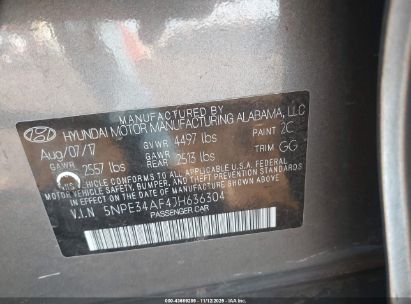 MANUFACTURED BY
HYUNDAI MOTOR MANUFACTURING ALABAMA, LLC
Aug/07/17 GVWR 4497 lbs PAINT 2C
GAWR FRONT 2557 lbs GAWR REAR 2513 lbs TRIM GG
THIS VEHICLE CONFORMS TO ALL APPLICABLE U.S. FEDERAL
MOTOR VEHICLE SAFETY, BUMPER, AND THEFT PREVENTION STANDARDS
IN EFFECT ON THE DATE OF MANUFACTURE SHOWN ABOVE.
V.I.N 5NPE34AF4JH636304
PASSENGER CAR